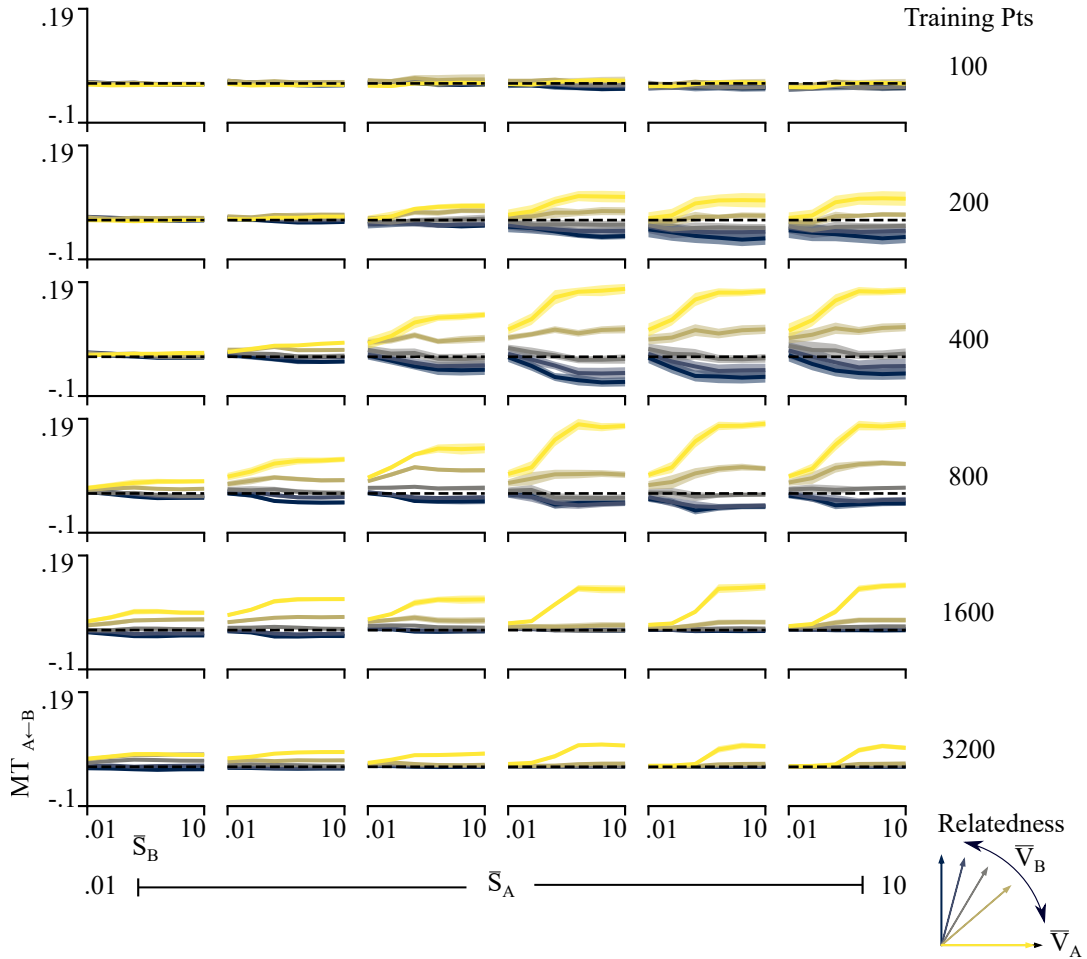 Training Pts
.19
-.1
100
.19
-.1
200
.19
-.1
400
.19
-.1
800
.19
-.1
1600
.19
-.1
3200
MT A←B
.01 10 .01 10 .01 10 .01 10 .01 10 .01 10
S̅B
.01 S̅A 10
Relatedness
V̅B
V̅A